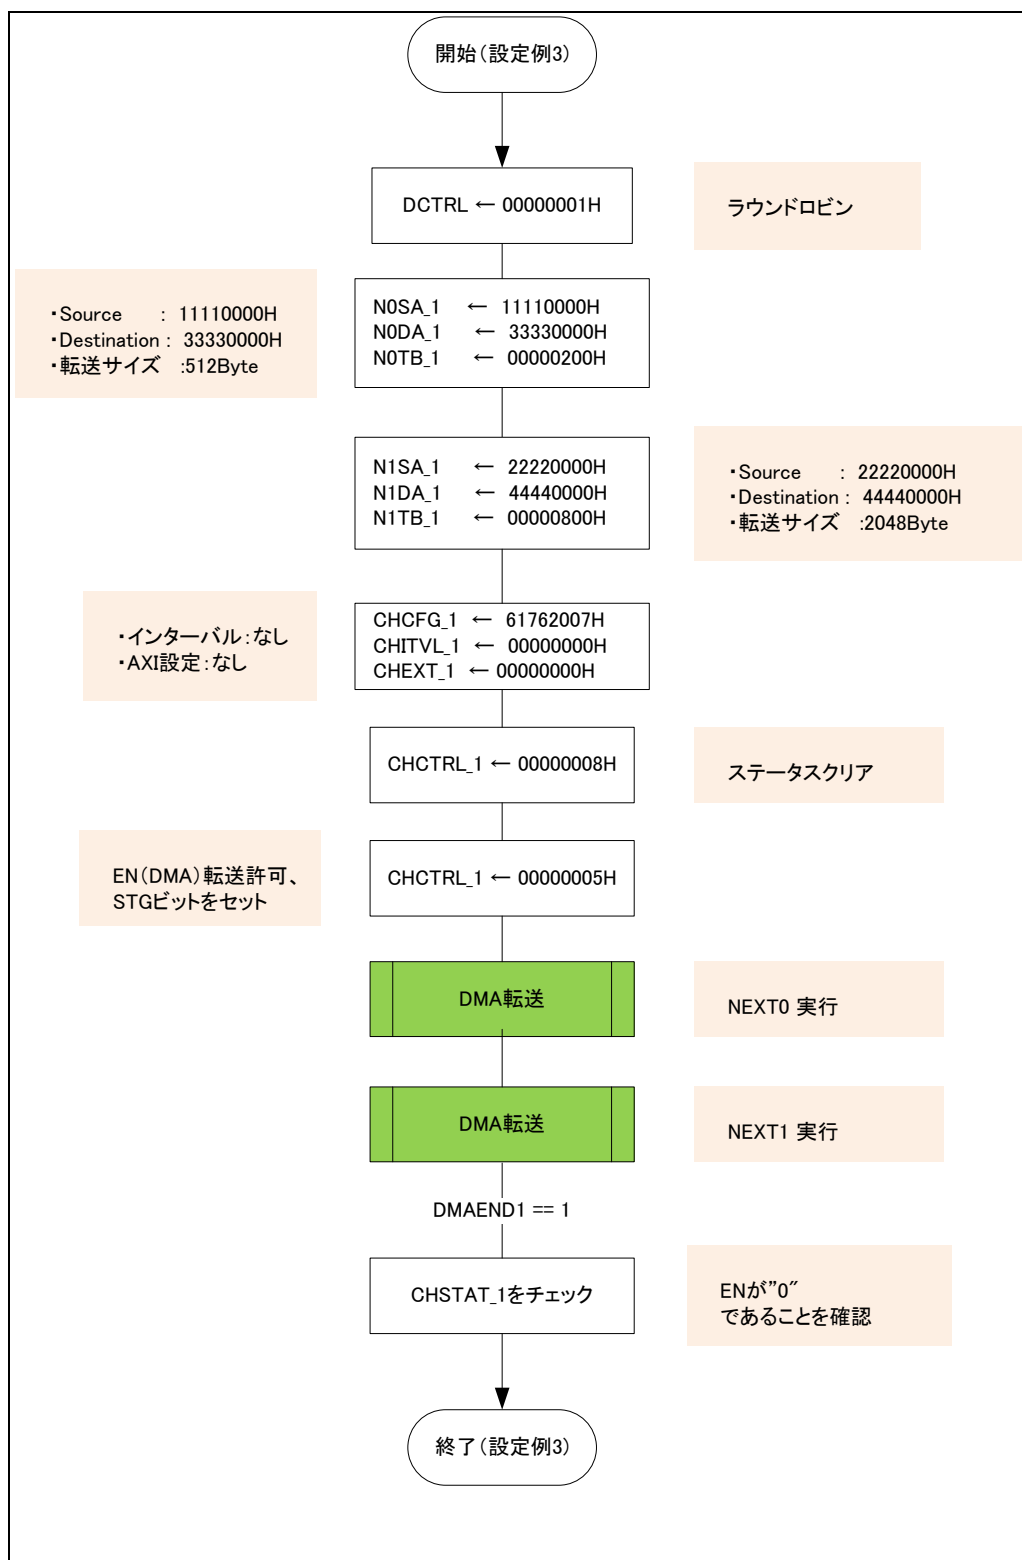 開始（設定例3）
DCTRL ← 00000001H
ラウンドロビン
・Source : 11110000H
・Destination : 33330000H
・転送サイズ :512Byte
N0SA_1 ← 11110000H
N0DA_1 ← 33330000H
N0TB_1 ← 00000200H
N1SA_1 ← 22220000H
N1DA_1 ← 44440000H
N1TB_1 ← 00000800H
・Source : 22220000H
・Destination : 44440000H
・転送サイズ :2048Byte
・インターバル：なし
・AXI設定：なし
CHCFG_1 ← 61762007H
CHITVL_1 ← 00000000H
CHEXT_1 ← 00000000H
CHCTRL_1 ← 00000008H
ステータスクリア
EN（DMA）転送許可、
STGビットをセット
CHCTRL_1 ← 00000005H
DMA転送
NEXT0 実行
DMA転送
NEXT1 実行
DMAEND1 == 1
CHSTAT_1をチェック
ENが”0″
であることを確認
終了（設定例3）